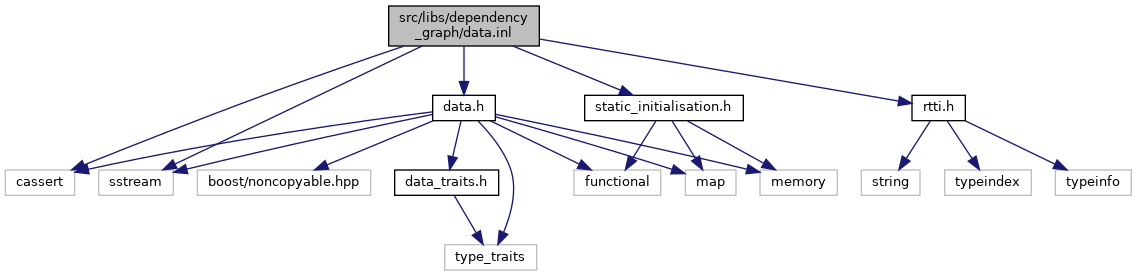 src/libs/dependency
_graph/data.inl
data.h
static_initialisation.h
rtti.h
cassert
sstream
boost/noncopyable.hpp
data_traits.h
functional
map
memory
string
typeindex
typeinfo
type_traits